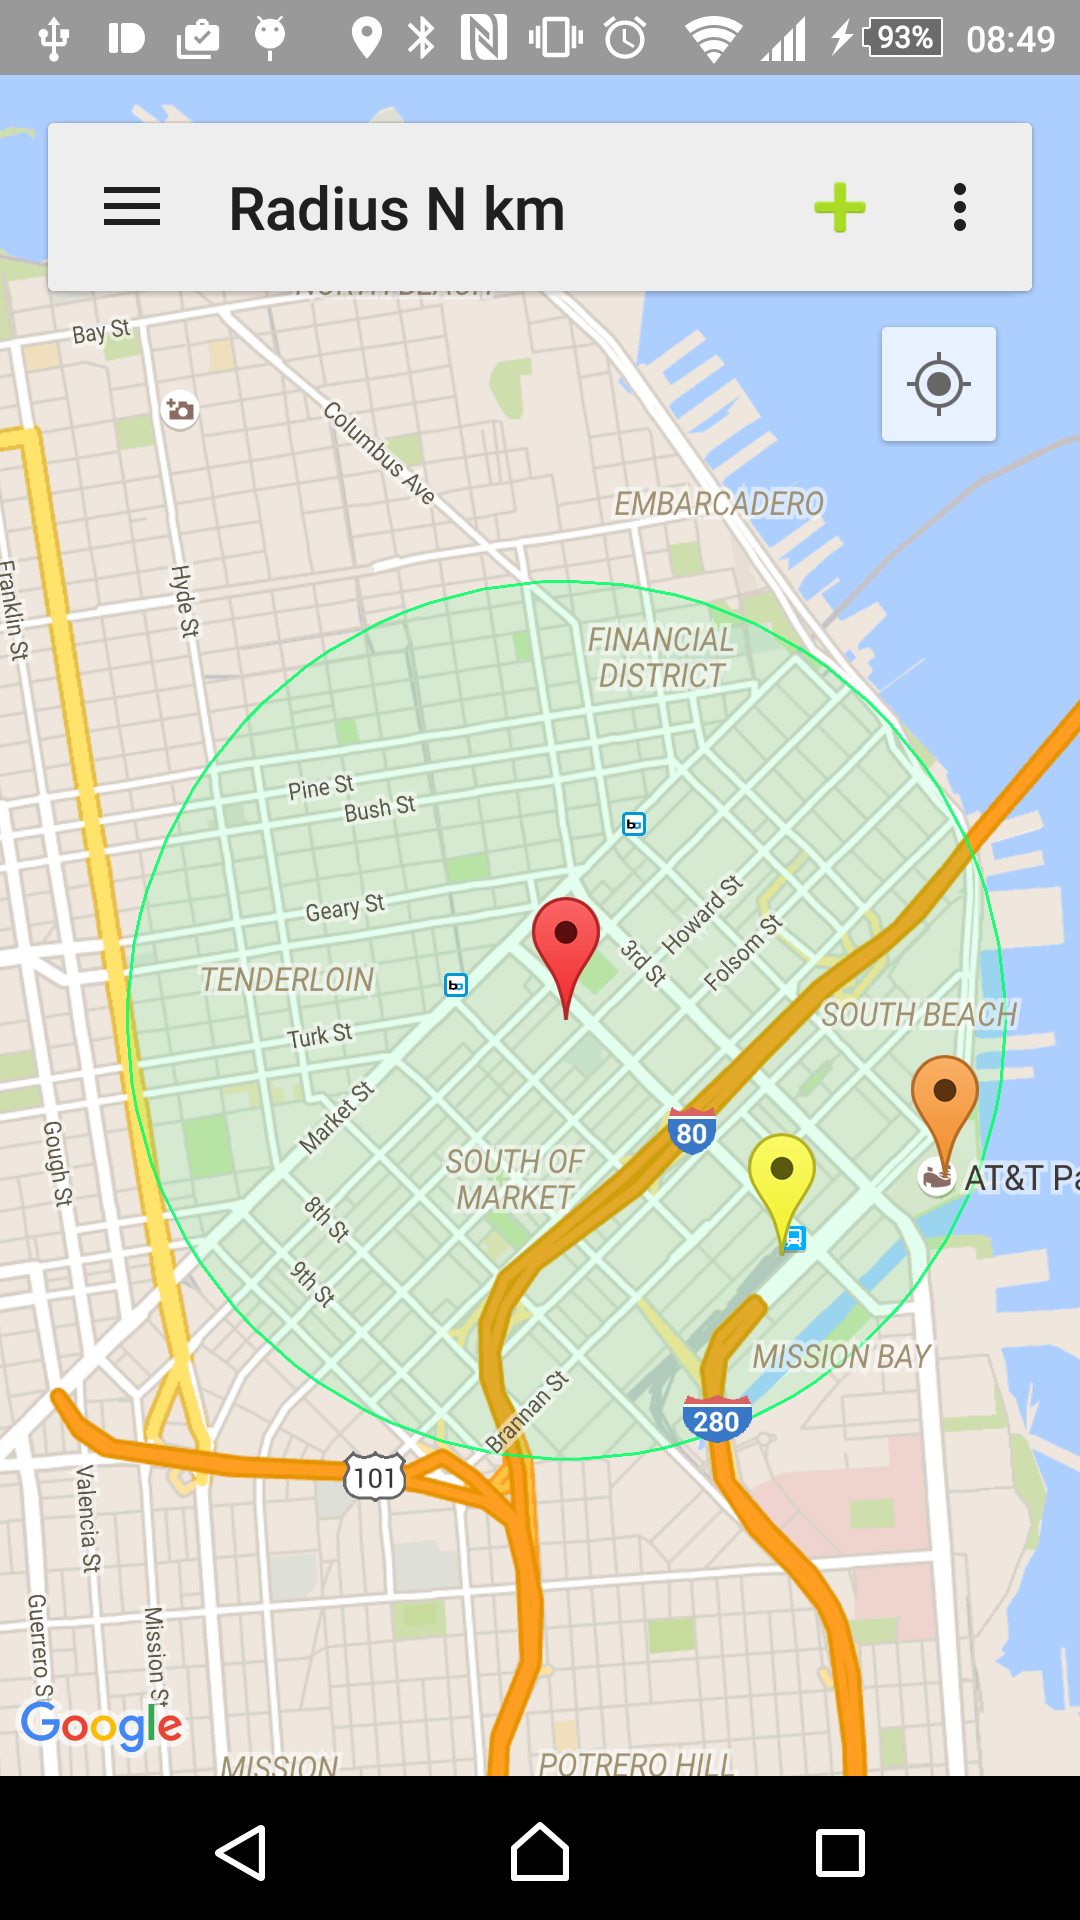 93% 08:49
Radius N km
NORTH BEACH
Bay St
Columbus Ave
EMBARCADERO
Franklin St
Hyde St
FINANCIAL
DISTRICT
Pine St
Bush St
Geary St
Howard St
3rd St
Folsom St
TENDERLOIN
SOUTH BEACH
Turk St
Market St
80
Gough St
SOUTH OF
MARKET
AT&T Pa
8th St
9th St
MISSION BAY
Brannan St
280
101
Valencia St
Guerrero S
Mission St
Google
MISSION
POTRERO HILL